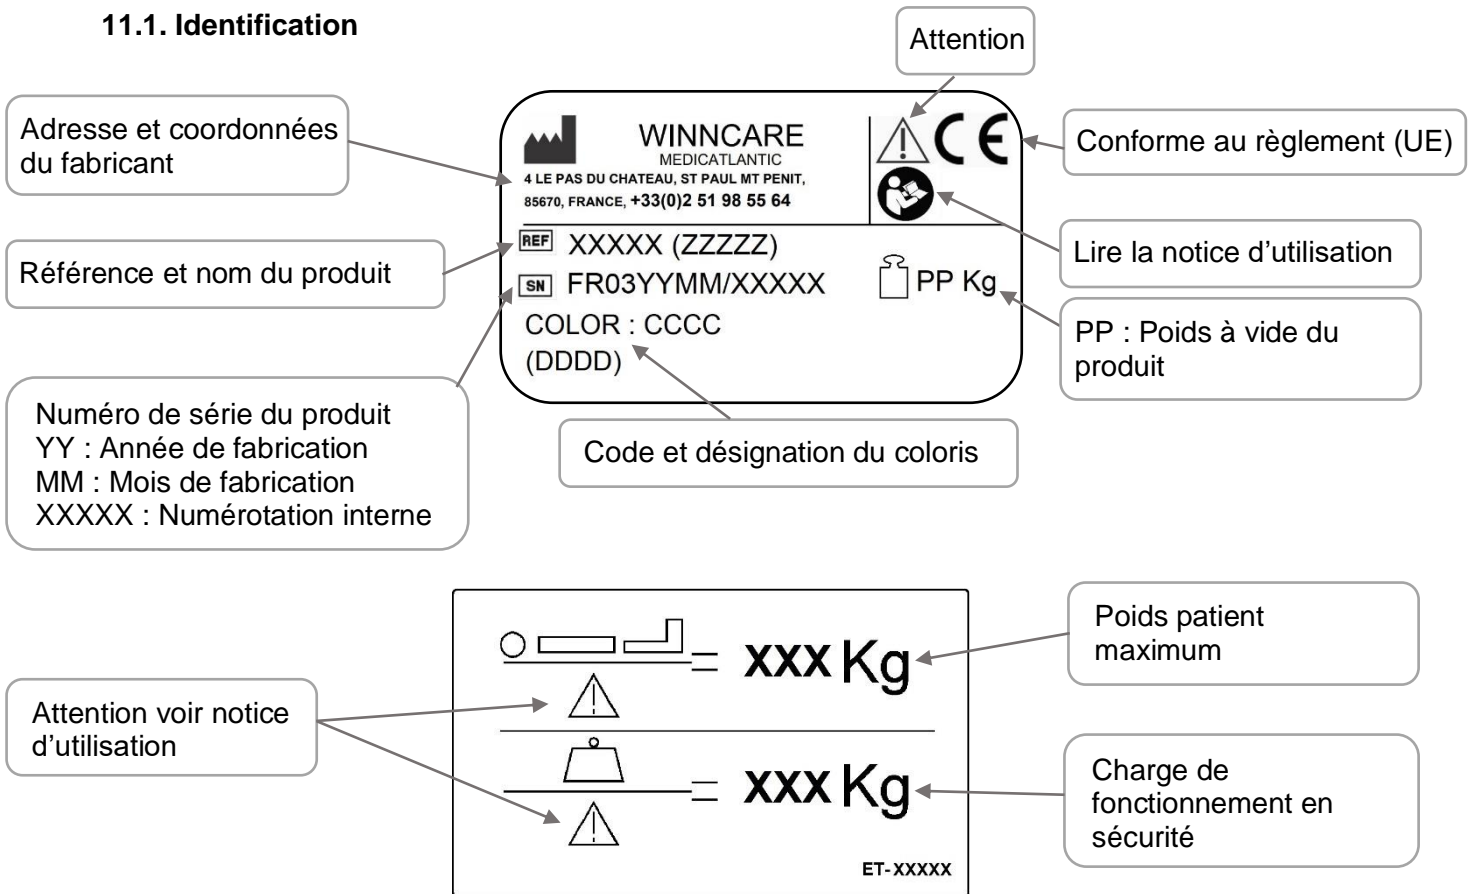 11.1. Identification
Attention
Adresse et coordonnées
du fabricant
WINNCARE
MEDICATLANTIC
4 LE PAS DU CHATEAU, ST PAUL MT PENIT,
85670, FRANCE, +33(0)2 51 98 55 64
CE
Conforme au règlement (UE)
Référence et nom du produit
REF XXXXX (ZZZZZ)
SN FR03YYMM/XXXXX
COLOR : CCCC
(DDDD)
PP Kg
Lire la notice d’utilisation
PP : Poids à vide du
produit
Numéro de série du produit
YY : Année de fabrication
MM : Mois de fabrication
XXXXX : Numérotation interne
Code et désignation du coloris
= xxx Kg
Poids patient
maximum
Attention voir notice
d’utilisation
= xxx Kg
Charge de
fonctionnement en
sécurité
ET-XXXXX